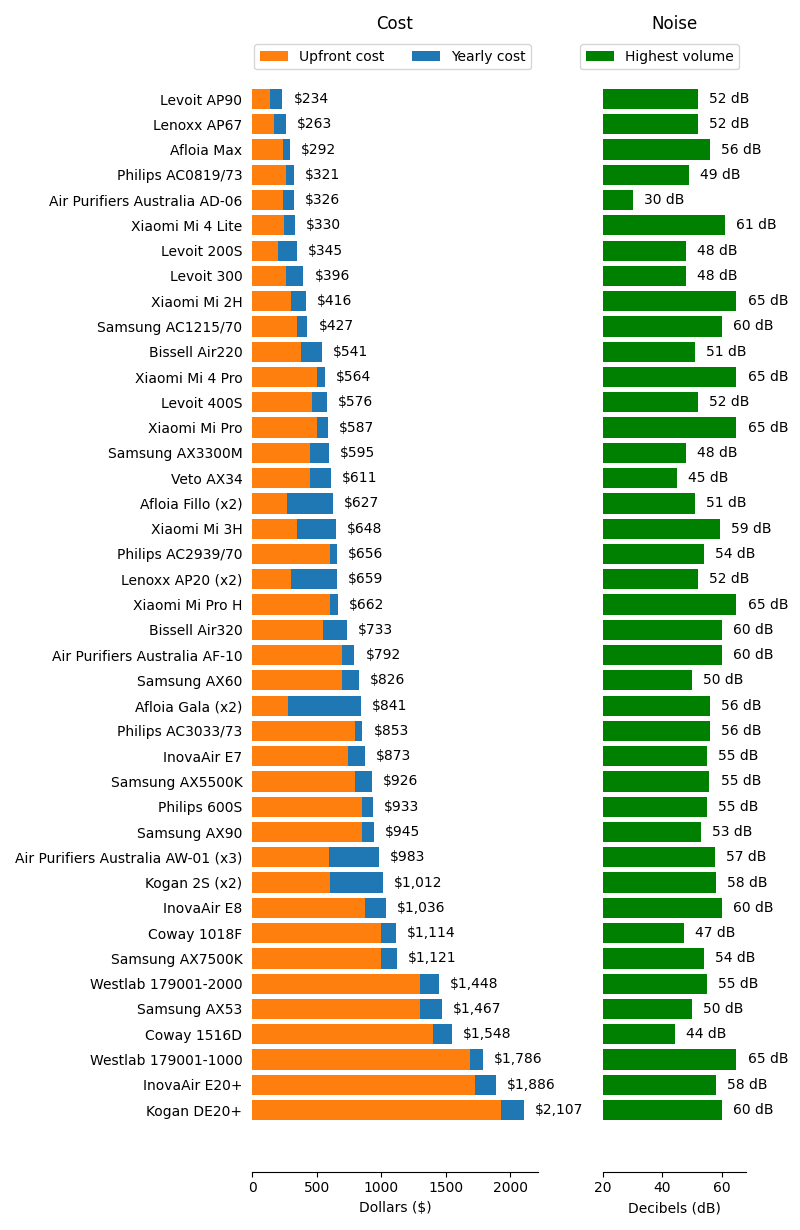 Cost Noise
Upfront cost Yearly cost Highest volume
Levoit AP90 $234 52 dB
Lenoxx AP67 $263 52 dB
Afloia Max $292 56 dB
Philips AC0819/73 $321 49 dB
Air Purifiers Australia AD-06 $326 30 dB
Xiaomi Mi 4 Lite $330 61 dB
Levoit 200S $345 48 dB
Levoit 300 $396 48 dB
Xiaomi Mi 2H $416 65 dB
Samsung AC1215/70 $427 60 dB
Bissell Air220 $541 51 dB
Xiaomi Mi 4 Pro $564 65 dB
Levoit 400S $576 52 dB
Xiaomi Mi Pro $587 65 dB
Samsung AX3300M $595 48 dB
Veto AX34 $611 45 dB
Afloia Fillo (x2) $627 51 dB
Xiaomi Mi 3H $648 59 dB
Philips AC2939/70 $656 54 dB
Lenoxx AP20 (x2) $659 52 dB
Xiaomi Mi Pro H $662 65 dB
Bissell Air320 $733 60 dB
Air Purifiers Australia AF-10 $792 60 dB
Samsung AX60 $826 50 dB
Afloia Gala (x2) $841 56 dB
Philips AC3033/73 $853 56 dB
InovaAir E7 $873 55 dB
Samsung AX5500K $926 55 dB
Philips 600S $933 55 dB
Samsung AX90 $945 53 dB
Air Purifiers Australia AW-01 (x3) $983 57 dB
Kogan 2S (x2) $1,012 58 dB
InovaAir E8 $1,036 60 dB
Coway 1018F $1,114 47 dB
Samsung AX7500K $1,121 54 dB
Westlab 179001-2000 $1,448 55 dB
Samsung AX53 $1,467 50 dB
Coway 1516D $1,548 44 dB
Westlab 179001-1000 $1,786 65 dB
InovaAir E20+ $1,886 58 dB
Kogan DE20+ $2,107 60 dB
0 500 1000 1500 2000 20 40 60
Dollars ($) Decibels (dB)